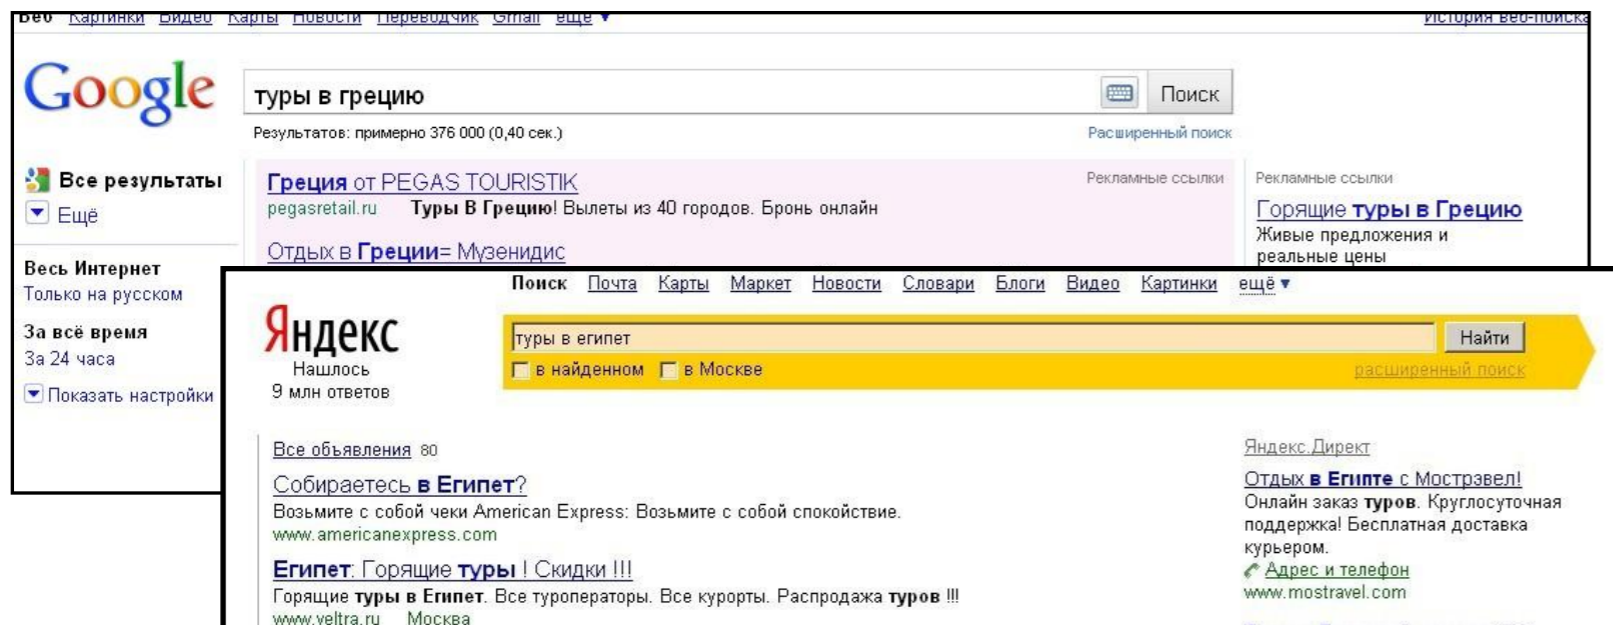 Веб Картинки Видео Карты Новости Переводчик Gmail ещё ▼ История веб-поиска
Google
туры в грецию Поиск
Результатов: примерно 376 000 (0,40 сек.) Расширенный поиск
Все результаты
Ещё
Греция от PEGAS TOURISTIK Рекламные ссылки
pegasretail.ru Туры В Грецию! Вылеты из 40 городов. Бронь онлайн
Отдых в Греции= Музенидис
Рекламные ссылки
Горящие туры в Грецию
Живые предложения и
реальные цены
Весь Интернет
Только на русском
За всё время
За 24 часа
Показать настройки
Поиск Почта Карты Маркет Новости Словари Блоги Видео Картинки ещё ▼
Яндекс
Нашлось
9 млн ответов
туры в египет Найти
в найденном в Москве расширенный поиск
Все объявления 80
Собираетесь в Египет?
Возьмите с собой чеки American Express: Возьмите с собой спокойствие.
www.americanexpress.com
Египет: Горящие туры ! Скидки !!!
Горящие туры в Египет. Все туроператоры. Все курорты. Распродажа туров !!!
www.veltra.ru Москва
Яндекс.Директ
Отдых в Египте с Мострэвел!
Онлайн заказ туров. Круглосуточная
поддержка! Бесплатная доставка
курьером.
Адрес и телефон
www.mostravel.com